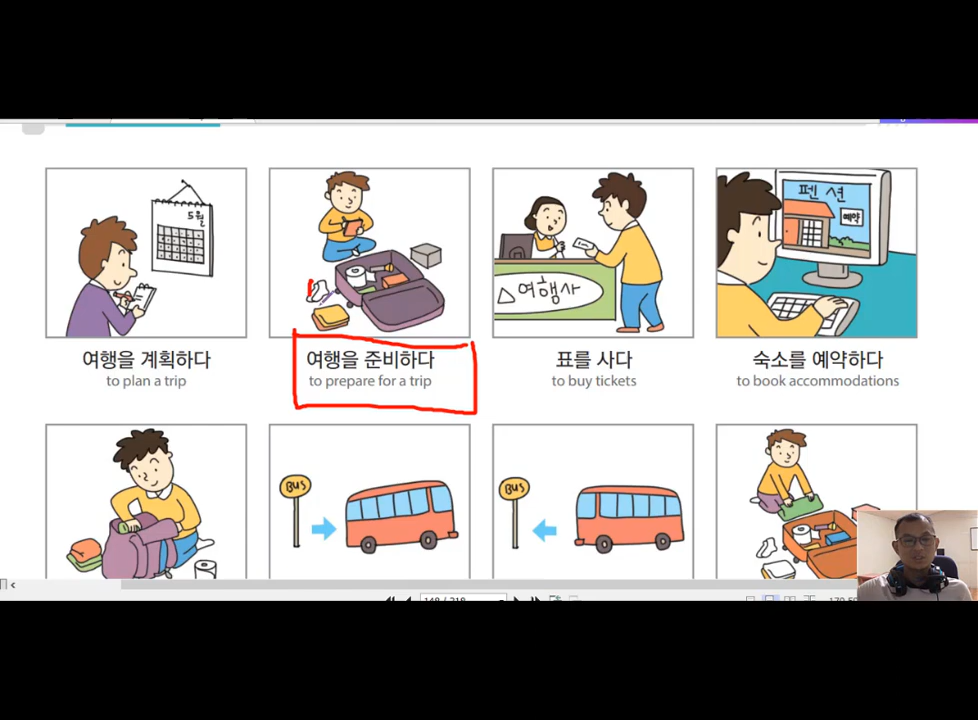 5월
펜션
예약
여행사
여행을 계획하다
to plan a trip
여행을 준비하다
to prepare for a trip
표를 사다
to buy tickets
숙소를 예약하다
to book accommodations
BUS
BUS
148 / 218